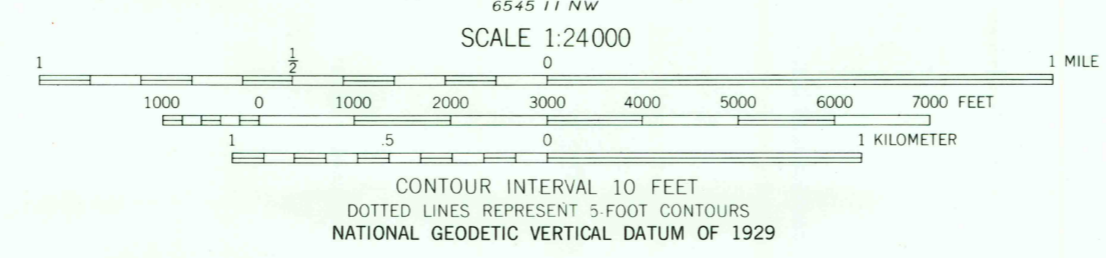 6545 II NW
SCALE 1:24000
1 1/2 0 1 MILE
1000 0 1000 2000 3000 4000 5000 6000 7000 FEET
1 .5 0 1 KILOMETER
CONTOUR INTERVAL 10 FEET
DOTTED LINES REPRESENT 5-FOOT CONTOURS
NATIONAL GEODETIC VERTICAL DATUM OF 1929